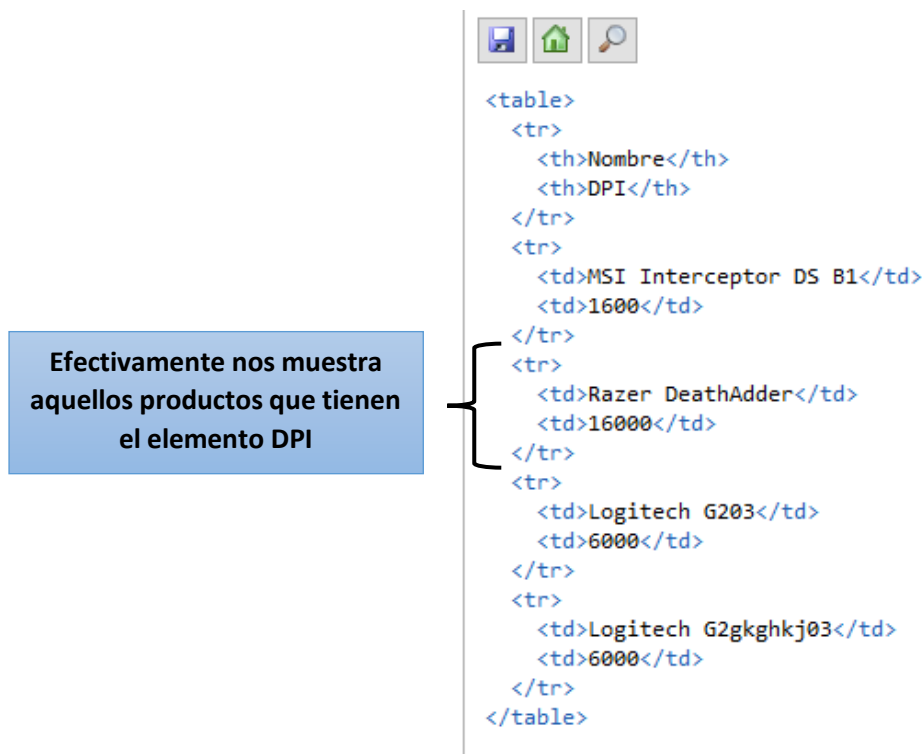 Efectivamente nos muestra
aquellos productos que tienen
el elemento DPI
<table>
  <tr>
    <th>Nombre</th>
    <th>DPI</th>
  </tr>
  <tr>
    <td>MSI Interceptor DS B1</td>
    <td>1600</td>
  </tr>
  <tr>
    <td>Razer DeathAdder</td>
    <td>16000</td>
  </tr>
  <tr>
    <td>Logitech G203</td>
    <td>6000</td>
  </tr>
  <tr>
    <td>Logitech G2gkghkj03</td>
    <td>6000</td>
  </tr>
</table>